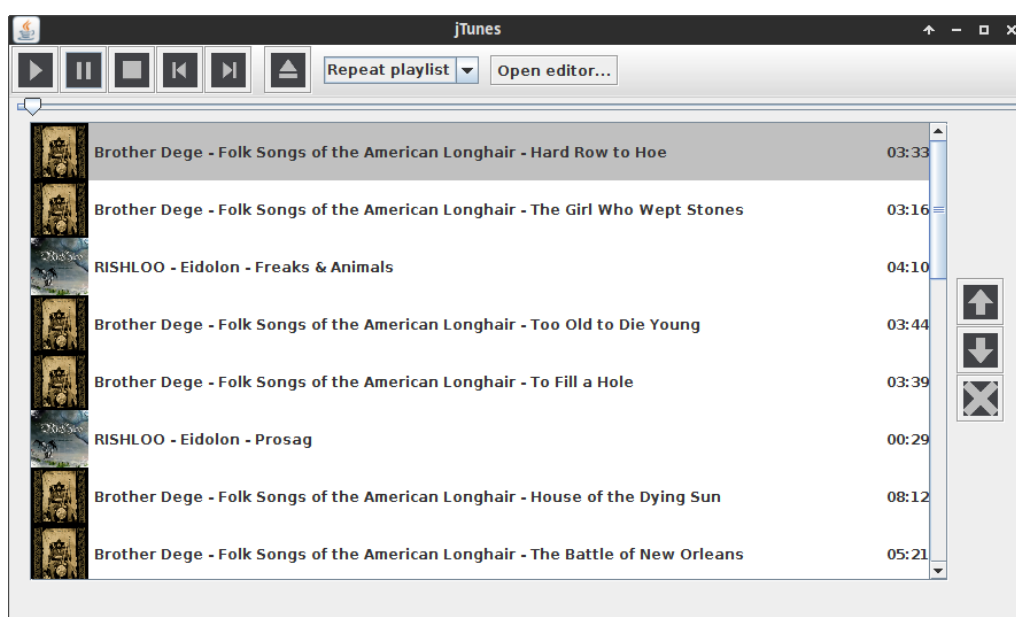 jTunes
Repeat playlist Open editor...
Brother Dege - Folk Songs of the American Longhair - Hard Row to Hoe 03:33
Brother Dege - Folk Songs of the American Longhair - The Girl Who Wept Stones 03:16
RISHLOO - Eidolon - Freaks & Animals 04:10
Brother Dege - Folk Songs of the American Longhair - Too Old to Die Young 03:44
Brother Dege - Folk Songs of the American Longhair - To Fill a Hole 03:39
RISHLOO - Eidolon - Prosag 00:29
Brother Dege - Folk Songs of the American Longhair - House of the Dying Sun 08:12
Brother Dege - Folk Songs of the American Longhair - The Battle of New Orleans 05:21